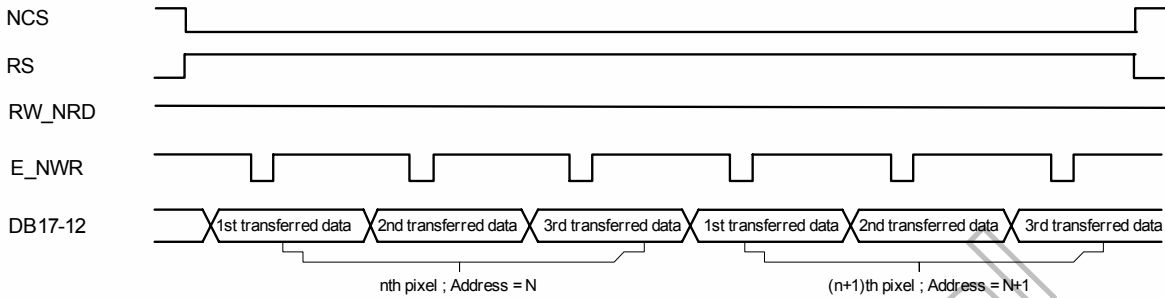 NCS
RS
RW_NRD
E_NWR
DB17-12 1st transferred data 2nd transferred data 3rd transferred data 1st transferred data 2nd transferred data 3rd transferred data
nth pixel ; Address = N (n+1)th pixel ; Address = N+1